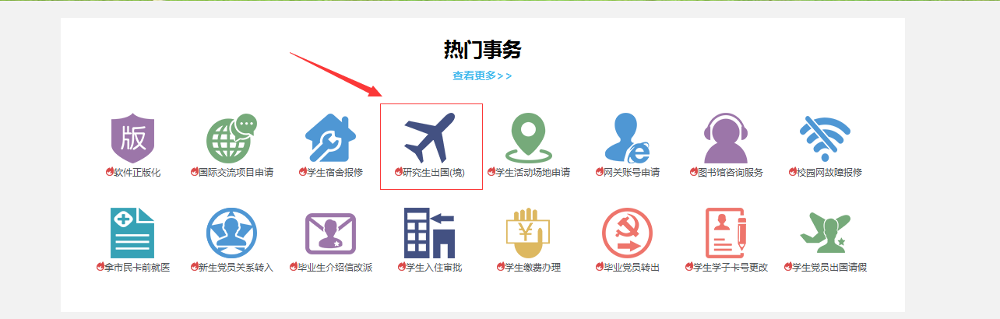 热门事务
查看更多>>
版
软件正版化
国际交流项目申请
学生宿舍报修
研究生出国(境)
学生活动场地申请
网关账号申请
图书馆咨询服务
校园网故障报修
¥
拿市民卡前就医
新生党员关系转入
毕业生介绍信改派
学生入住审批
学生缴费办理
毕业党员转出
学生学子卡号更改
学生党员出国请假